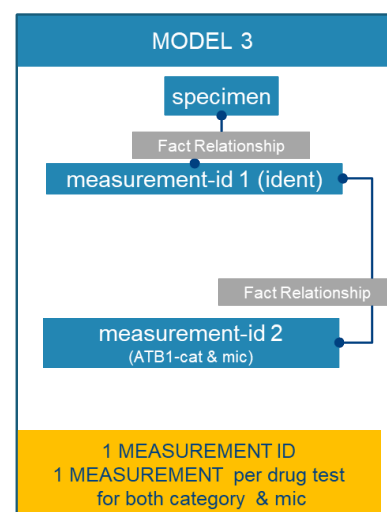 MODEL 3
specimen
Fact Relationship
measurement-id 1 (ident)
Fact Relationship
measurement-id 2
(ATB1-cat & mic)
1 MEASUREMENT ID
1 MEASUREMENT per drug test
for both category & mic